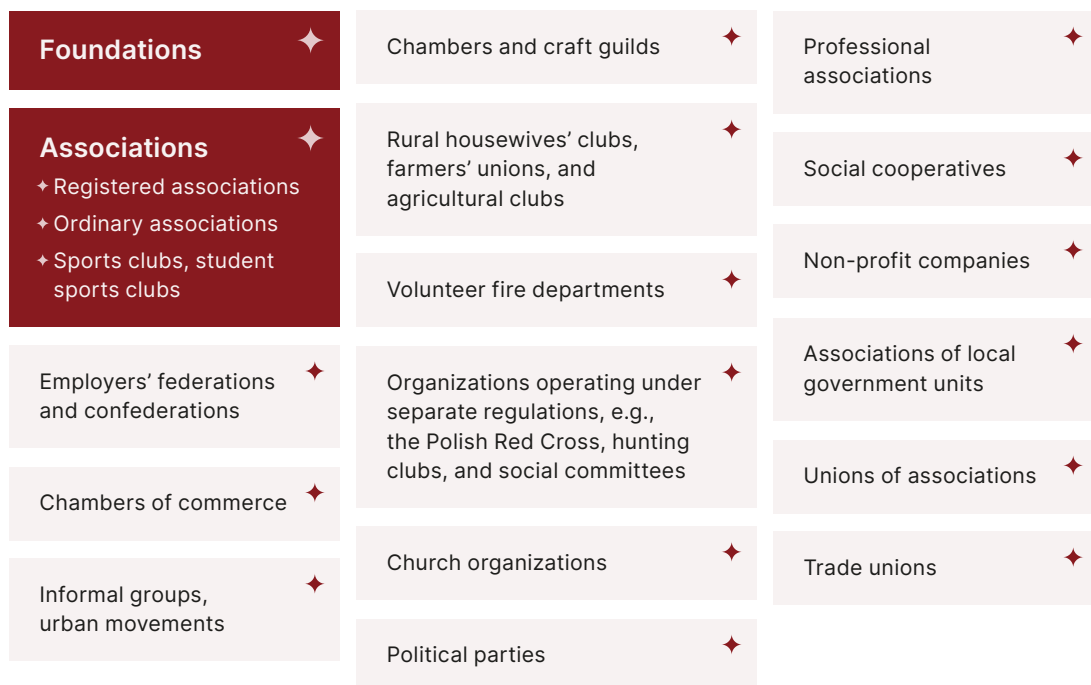 Foundations
Associations
Registered associations
Ordinary associations
Sports clubs, student
sports clubs
Employers’ federations
and confederations
Chambers of commerce
Informal groups,
urban movements
Chambers and craft guilds
Rural housewives’ clubs,
farmers’ unions, and
agricultural clubs
Volunteer fire departments
Organizations operating under
separate regulations, e.g.,
the Polish Red Cross, hunting
clubs, and social committees
Church organizations
Political parties
Professional
associations
Social cooperatives
Non-profit companies
Associations of local
government units
Unions of associations
Trade unions